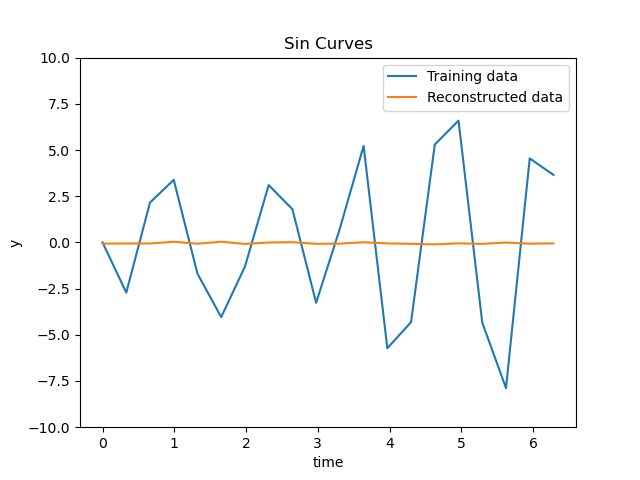 Sin Curves
Training data
Reconstructed data
10.0
7.5
5.0
2.5
0.0
−2.5
−5.0
−7.5
−10.0
y
0 1 2 3 4 5 6
time